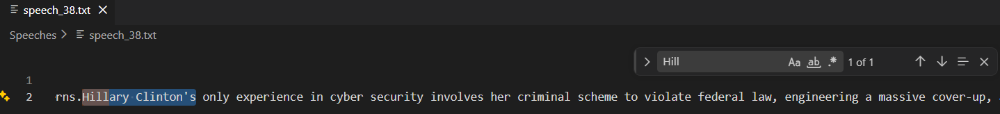 speech_38.txt
Speeches > speech_38.txt
Hill Aa ab .* 1 of 1
1
2 rns.Hillary Clinton's only experience in cyber security involves her criminal scheme to violate federal law, engineering a massive cover-up,